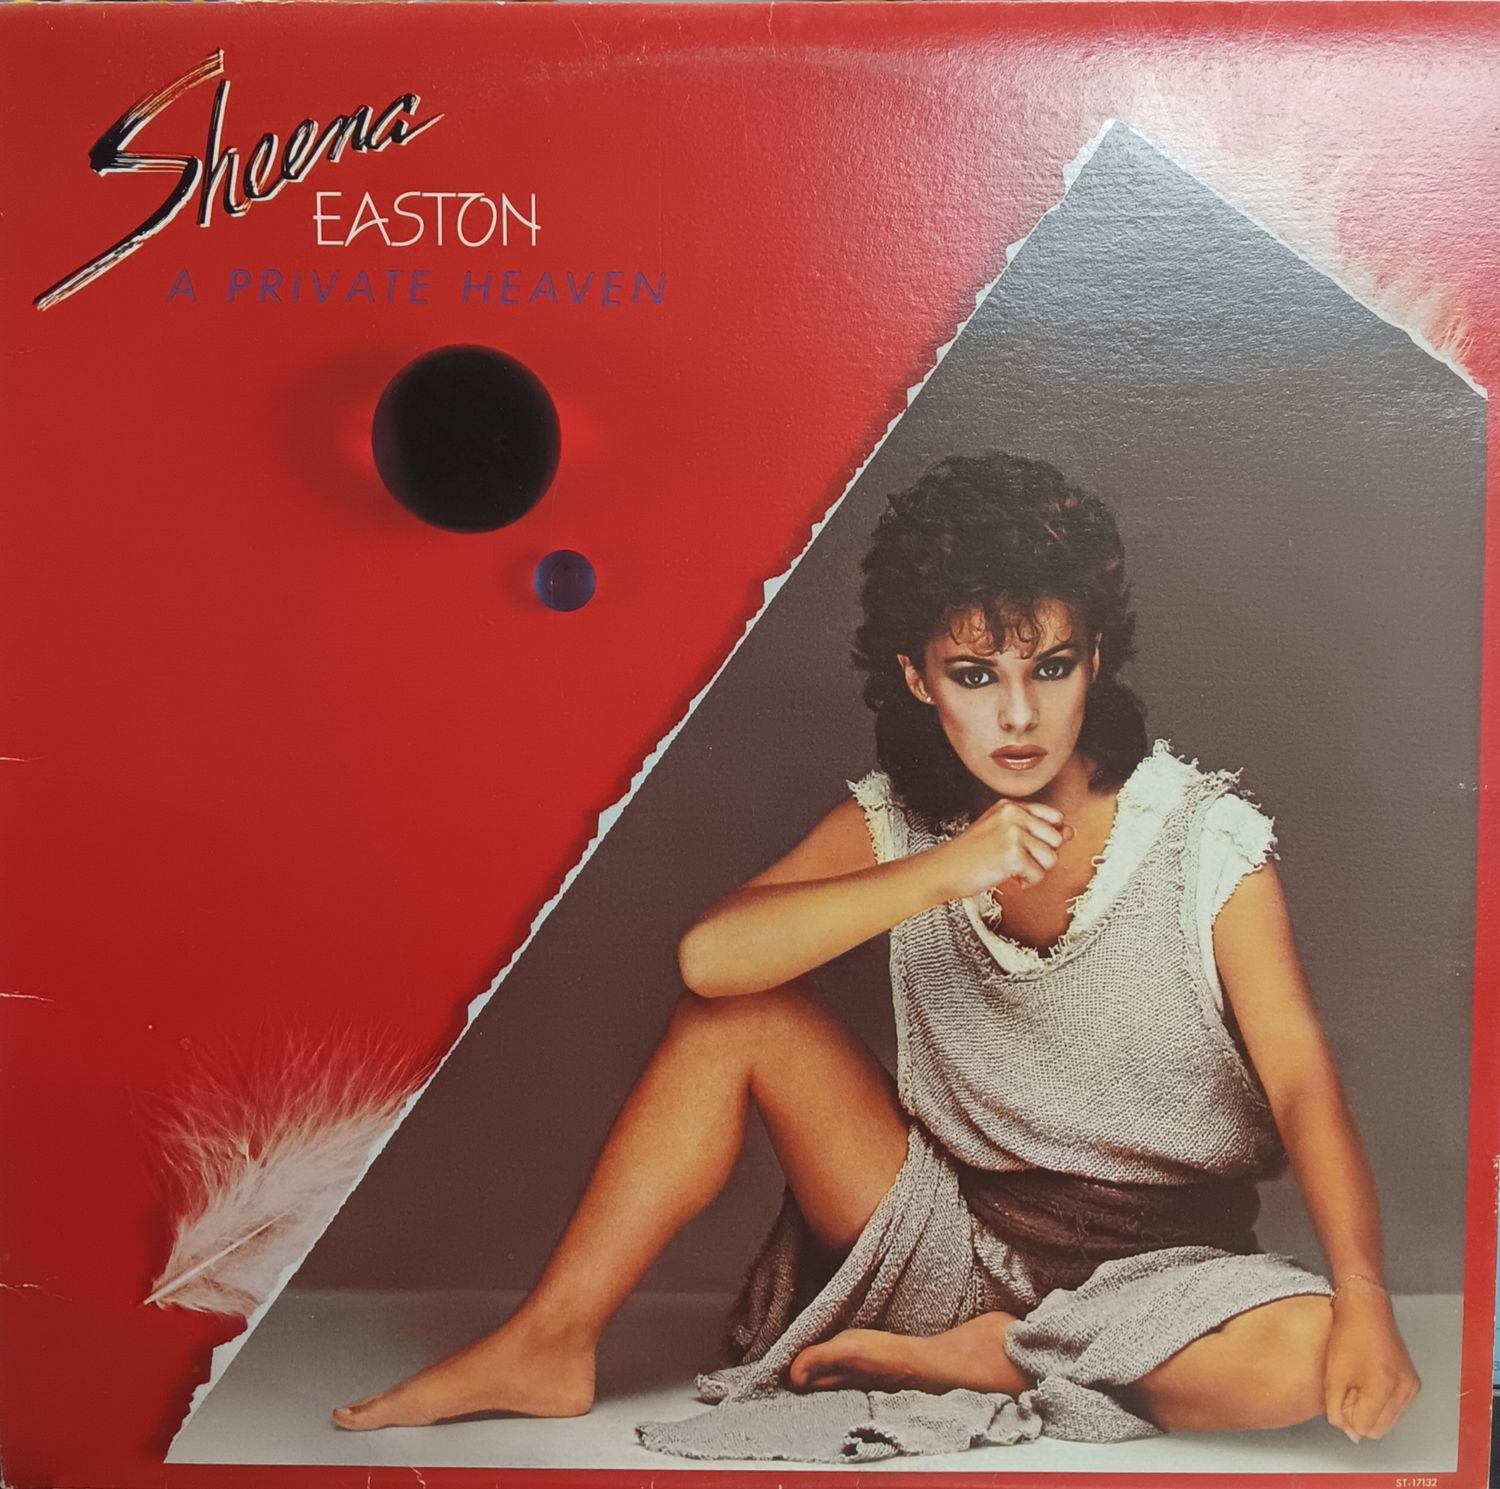 Sheena
EASTON
A PRIVATE HEAVEN
ST-17132